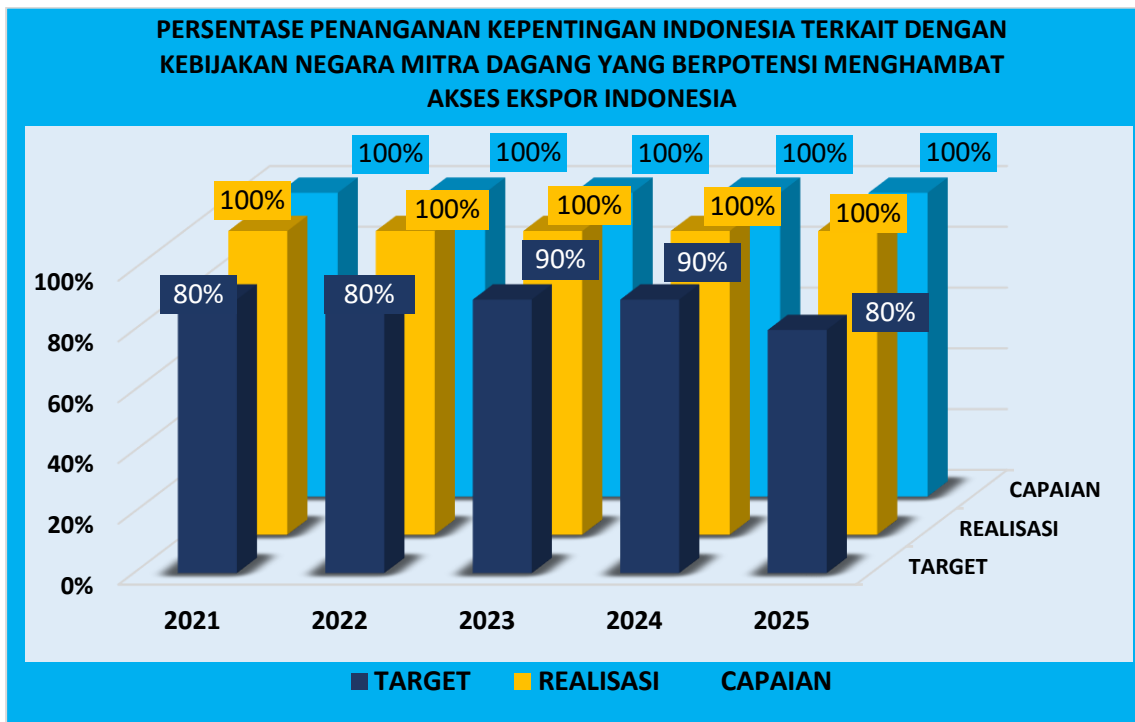 PERSENTASE PENANGANAN KEPENTINGAN INDONESIA TERKAIT DENGAN
KEBIJAKAN NEGARA MITRA DAGANG YANG BERPOTENSI MENGHAMBAT
AKSES EKSPOR INDONESIA
100% 100% 100% 100% 100%
100% 100% 100% 100% 100%
80% 80% 90% 90% 80%
100%
80%
60%
40%
20%
0%
CAPAIAN
REALISASI
TARGET
2021 2022 2023 2024 2025
TARGET REALISASI CAPAIAN